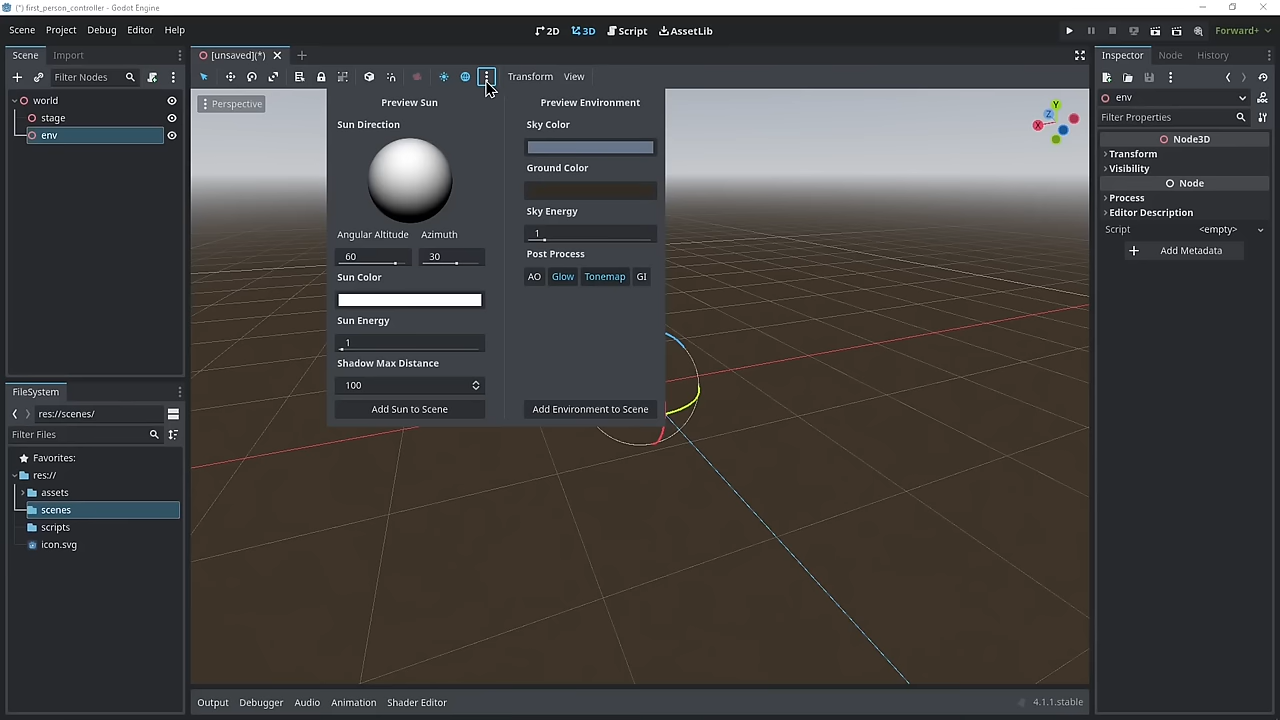 (*) first_person_controller - Godot Engine
Scene Project Debug Editor Help
2D 3D Script AssetLib
Forward+
Scene Import
Filter Nodes
world
stage
env
[unsaved](*)
Transform View
Perspective
Y
Z
X
Preview Sun
Sun Direction
Angular Altitude Azimuth
60 30
Sun Color
Sun Energy
1
Shadow Max Distance
100
Add Sun to Scene
Preview Environment
Sky Color
Ground Color
Sky Energy
1
Post Process
AO Glow Tonemap GI
Add Environment to Scene
Inspector Node History
env
Filter Properties
Node3D
Transform
Visibility
Node
Process
Editor Description
Script <empty>
Add Metadata
FileSystem
res://scenes/
Filter Files
Favorites:
res://
assets
scenes
scripts
icon.svg
Output Debugger Audio Animation Shader Editor
4.1.1.stable